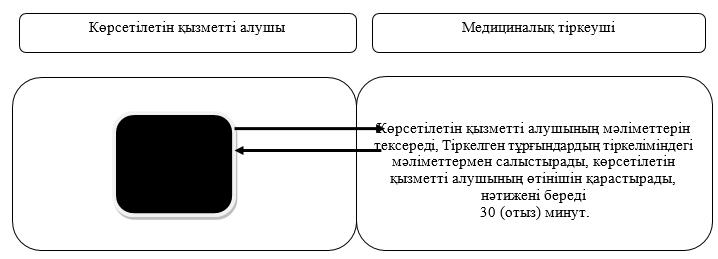 Көрсетілетін қызметті алушы
Медициналық тіркеуші
Көрсетілетін қызметті алушының мәліметтерін
тексереді, Тіркелген тұрғындардың тіркеліміндегі
мәліметтермен салыстырады, көрсетілетін
қызметті алушының өтінішін қарастырады,
нәтижені береді
30 (отыз) минут.